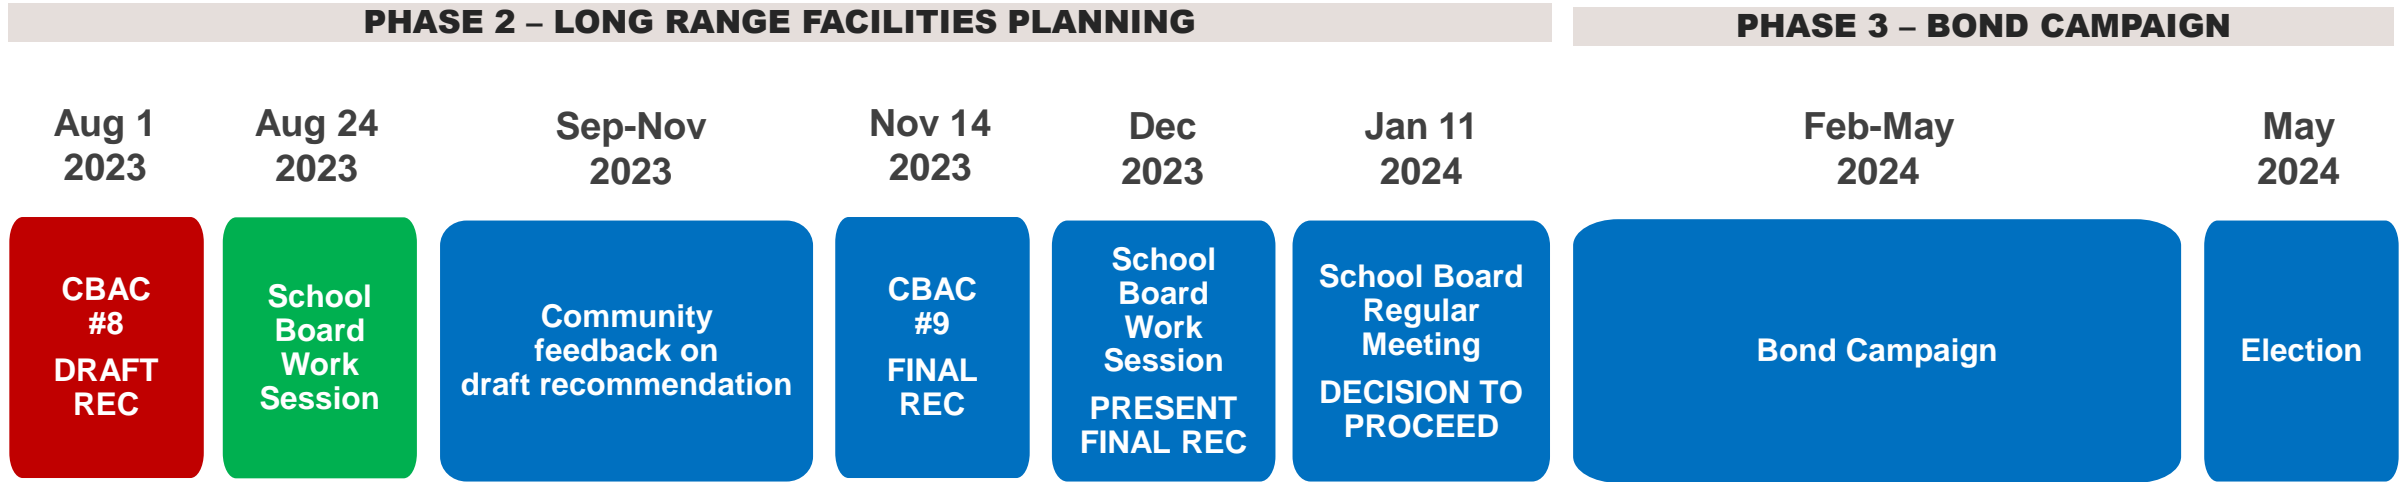 PHASE 2 – LONG RANGE FACILITIES PLANNING
PHASE 3 – BOND CAMPAIGN
Aug 1
2023
Aug 24
2023
Sep-Nov
2023
Nov 14
2023
Dec
2023
Jan 11
2024
Feb-May
2024
May
2024
CBAC
#8
DRAFT
REC
School
Board
Work
Session
Community
feedback on
draft recommendation
CBAC
#9
FINAL
REC
School
Board
Work
Session
PRESENT
FINAL REC
School Board
Regular
Meeting
DECISION TO
PROCEED
Bond Campaign
Election